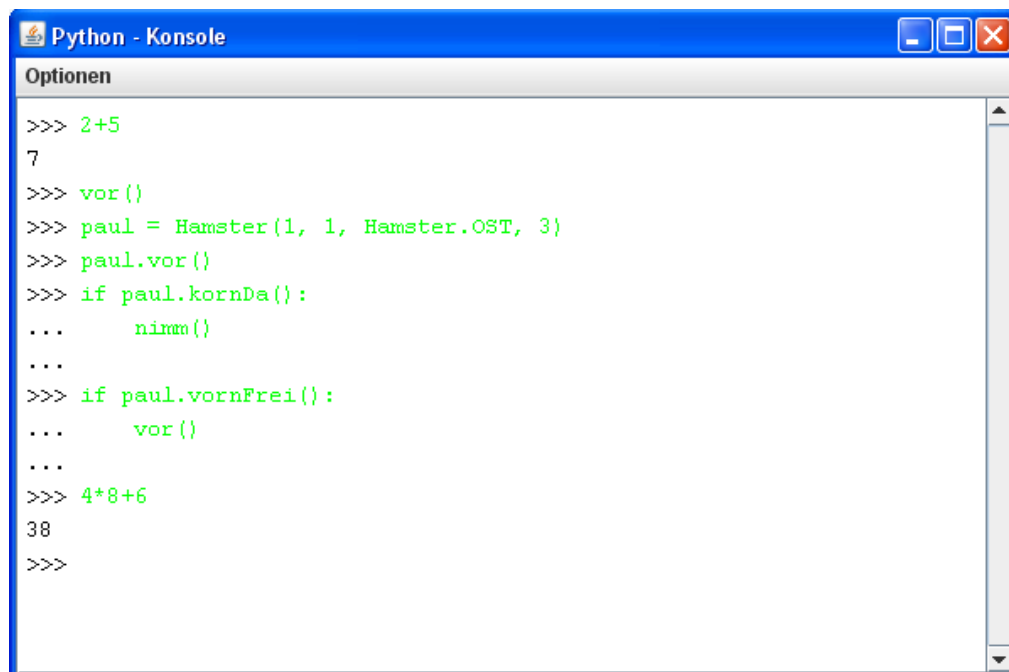 Python - Konsole
Optionen
>>> 2+5
7
>>> vor()
>>> paul = Hamster(1, 1, Hamster.OST, 3)
>>> paul.vor()
>>> if paul.kornDa():
...     nimm()
...
>>> if paul.vornFrei():
...     vor()
...
>>> 4*8+6
38
>>>